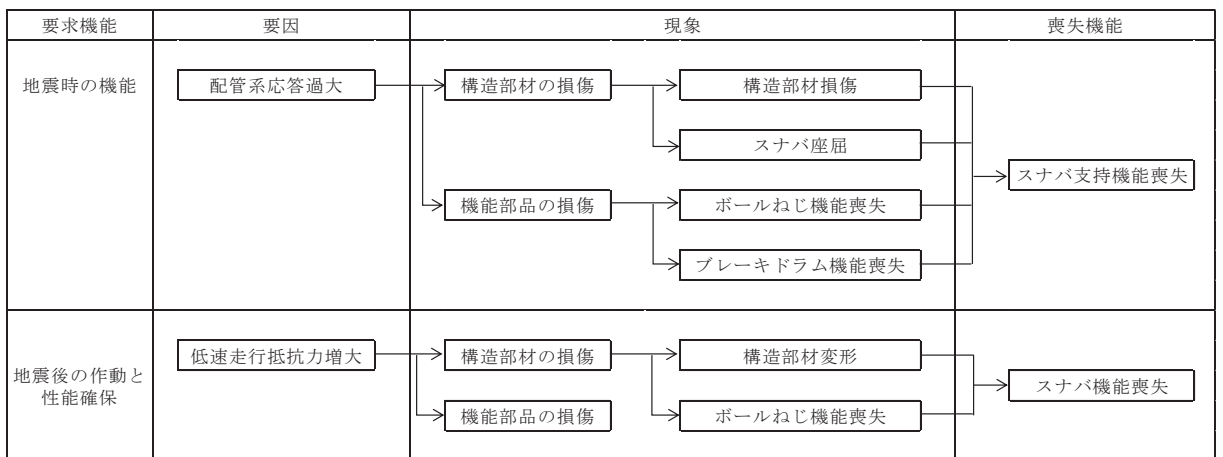 要求機能
要因
現象
喪失機能
地震時の機能
配管系応答過大
構造部材の損傷
構造部材損傷
スナバ座屈
スナバ支持機能喪失
機能部品の損傷
ボールねじ機能喪失
ブレーキドラム機能喪失
地震後の作動と
性能確保
低速走行抵抗力増大
構造部材の損傷
構造部材変形
スナバ機能喪失
機能部品の損傷
ボールねじ機能喪失